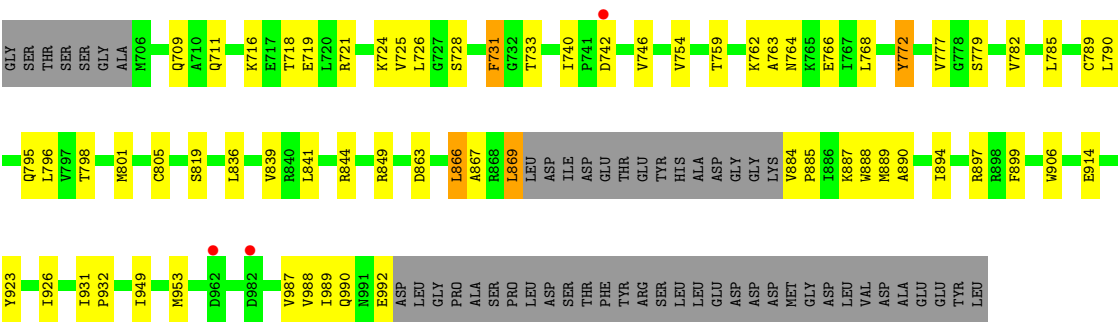 GLY SER THR SER SER GLY ALA M706 Q709 A710 Q711 K716 E717 T718 E719 L720 R721 K724 V725 L726 G727 S728 F731 G732 T733 I740 P741 D742 V746 V754 T759 K762 A763 N764 K765 E766 I767 L768 Y772 V777 G778 S779 V782 L785 C789 L790
Q795 L796 V797 T798 M801 C805 S819 L836 V839 R840 L841 R844 R849 D863 L866 A867 R868 L869 LEU ASP ILE ASP GLU THR GLU TYR HIS ALA ASP GLY GLY LYS V884 P885 I886 K887 W888 M889 A890 I894 R897 R898 F899 W906 E914
Y923 I926 I931 P932 I949 M953 D962 D982 V987 V988 I989 Q990 N991 E992 ASP LEU GLY PRO ALA SER PRO LEU ASP SER THR PHE TYR ARG SER LEU LEU GLU ASP ASP ASP MET GLY ASP LEU VAL ASP ALA GLU GLU TYR LEU